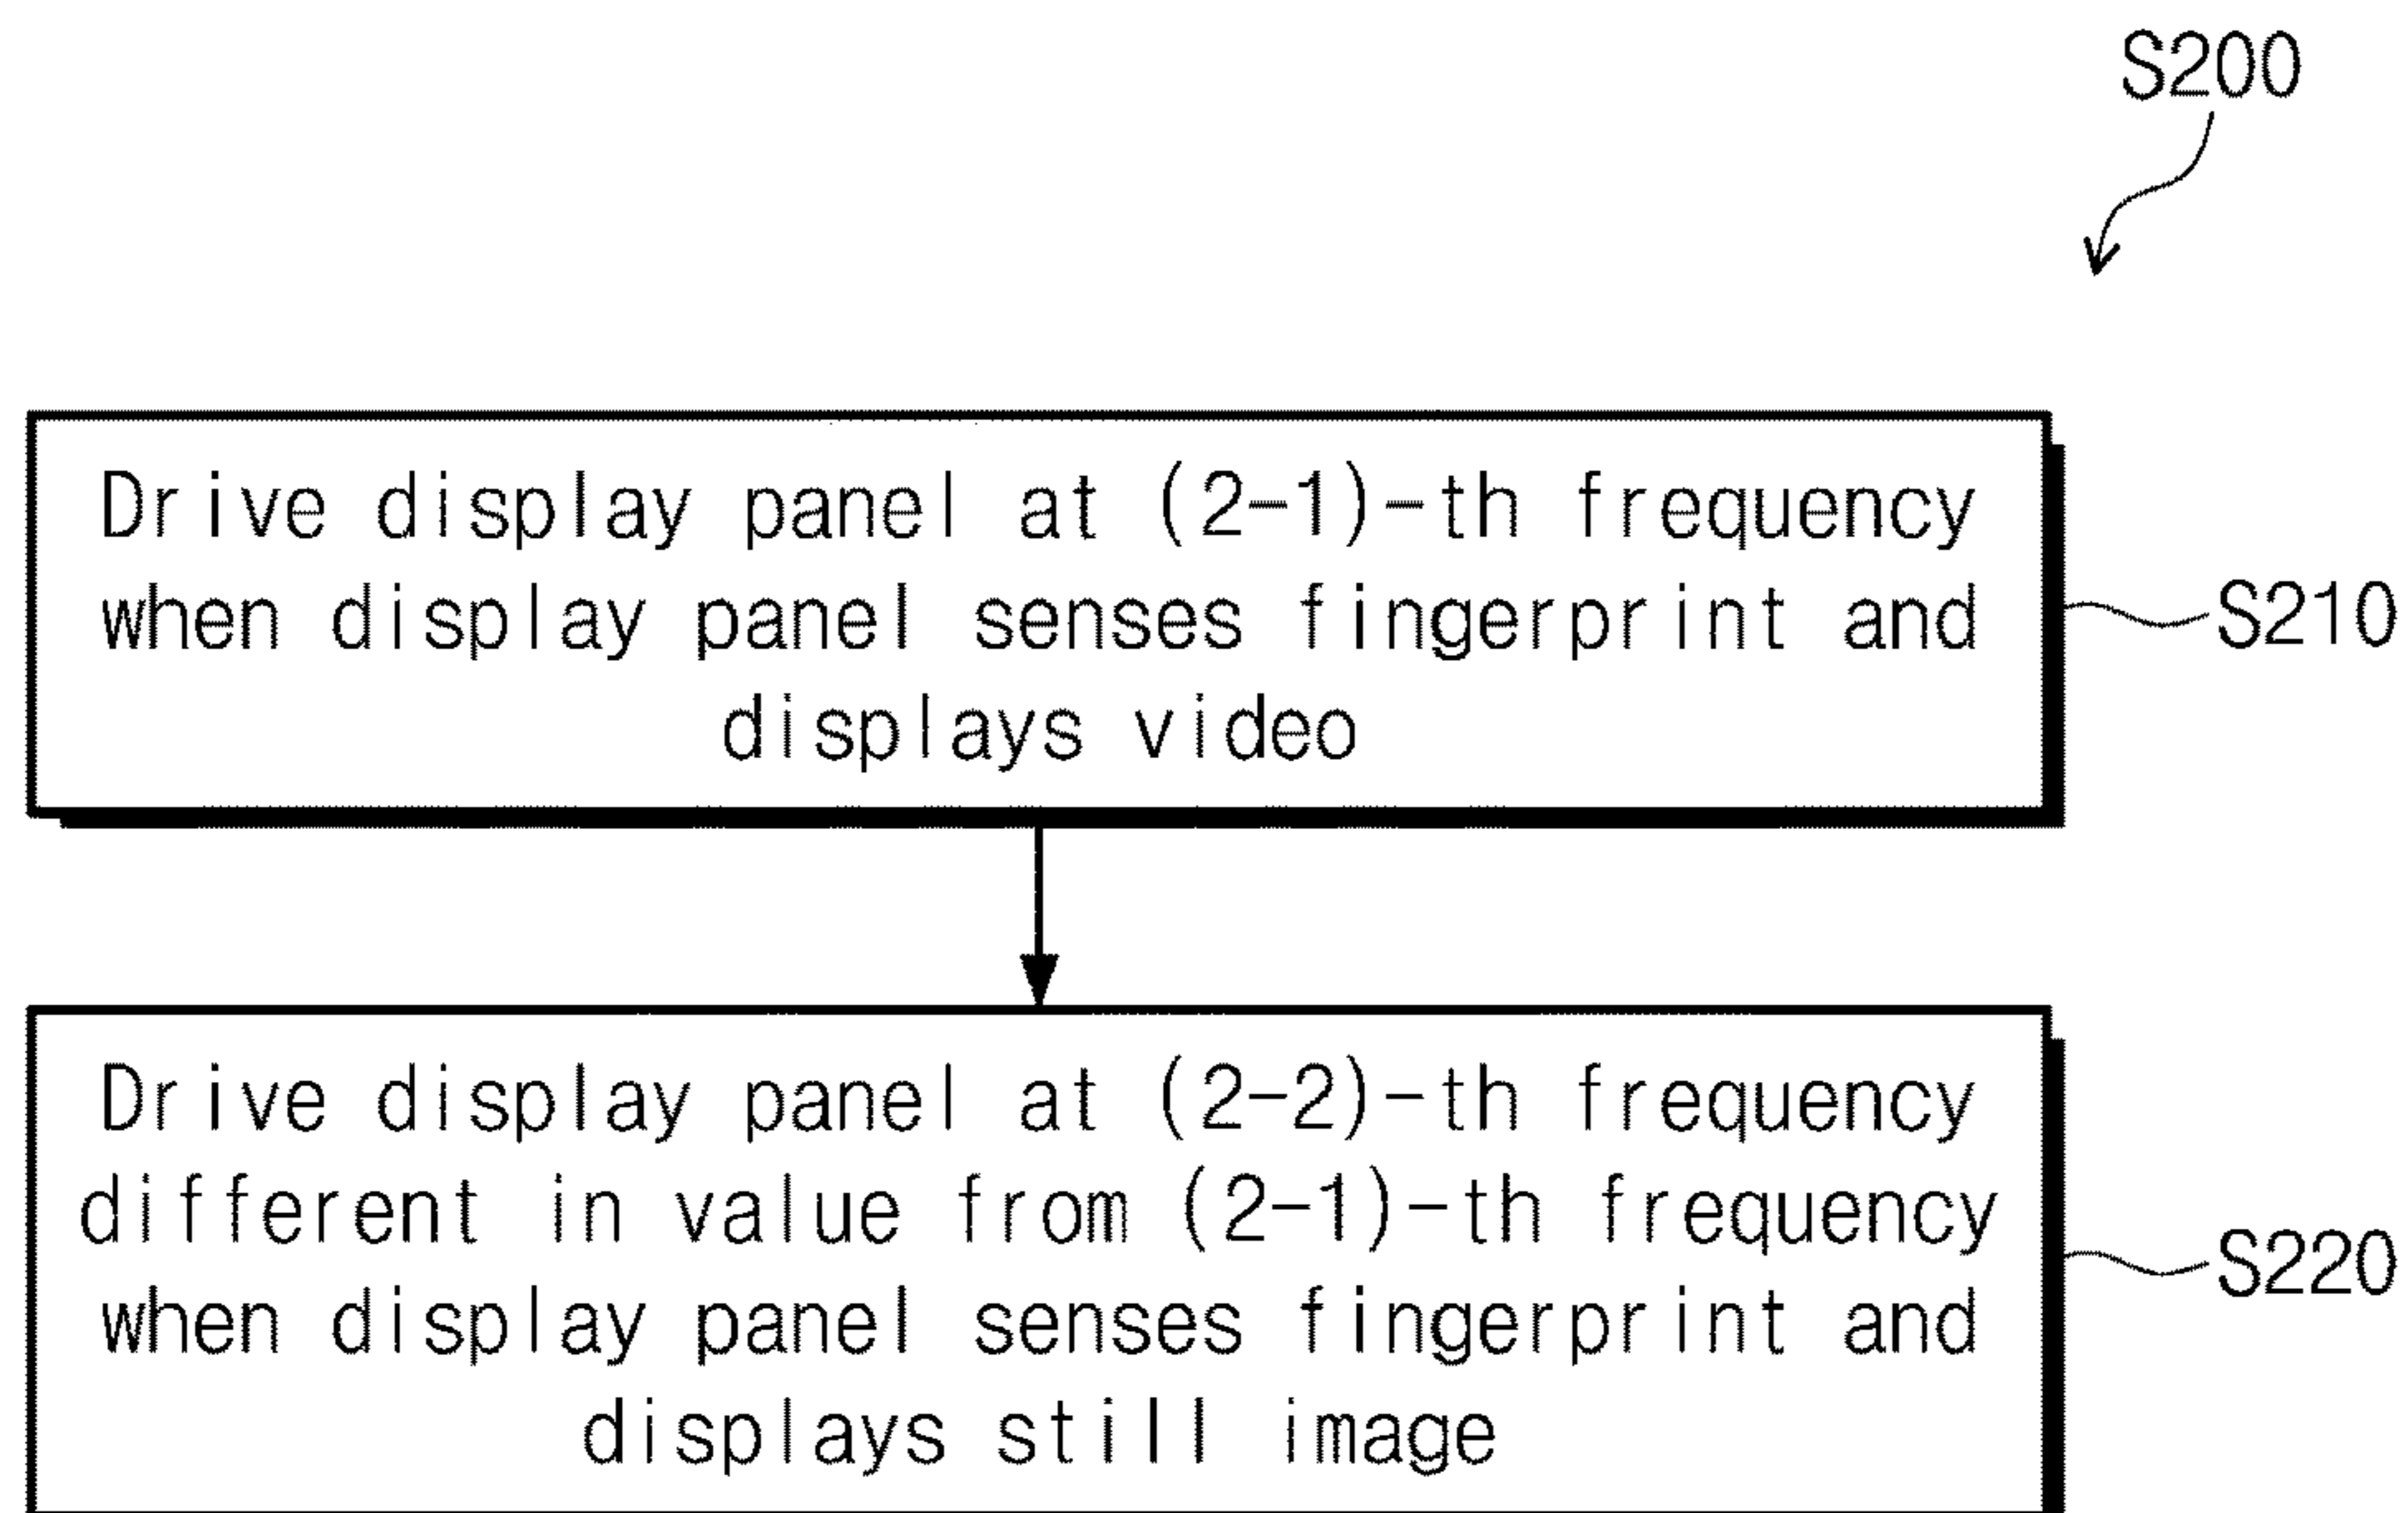 S200
Drive display panel at (2-1)-th frequency
when display panel senses fingerprint and
displays video
S210
Drive display panel at (2-2)-th frequency
different in value from (2-1)-th frequency
when display panel senses fingerprint and
displays still image
S220